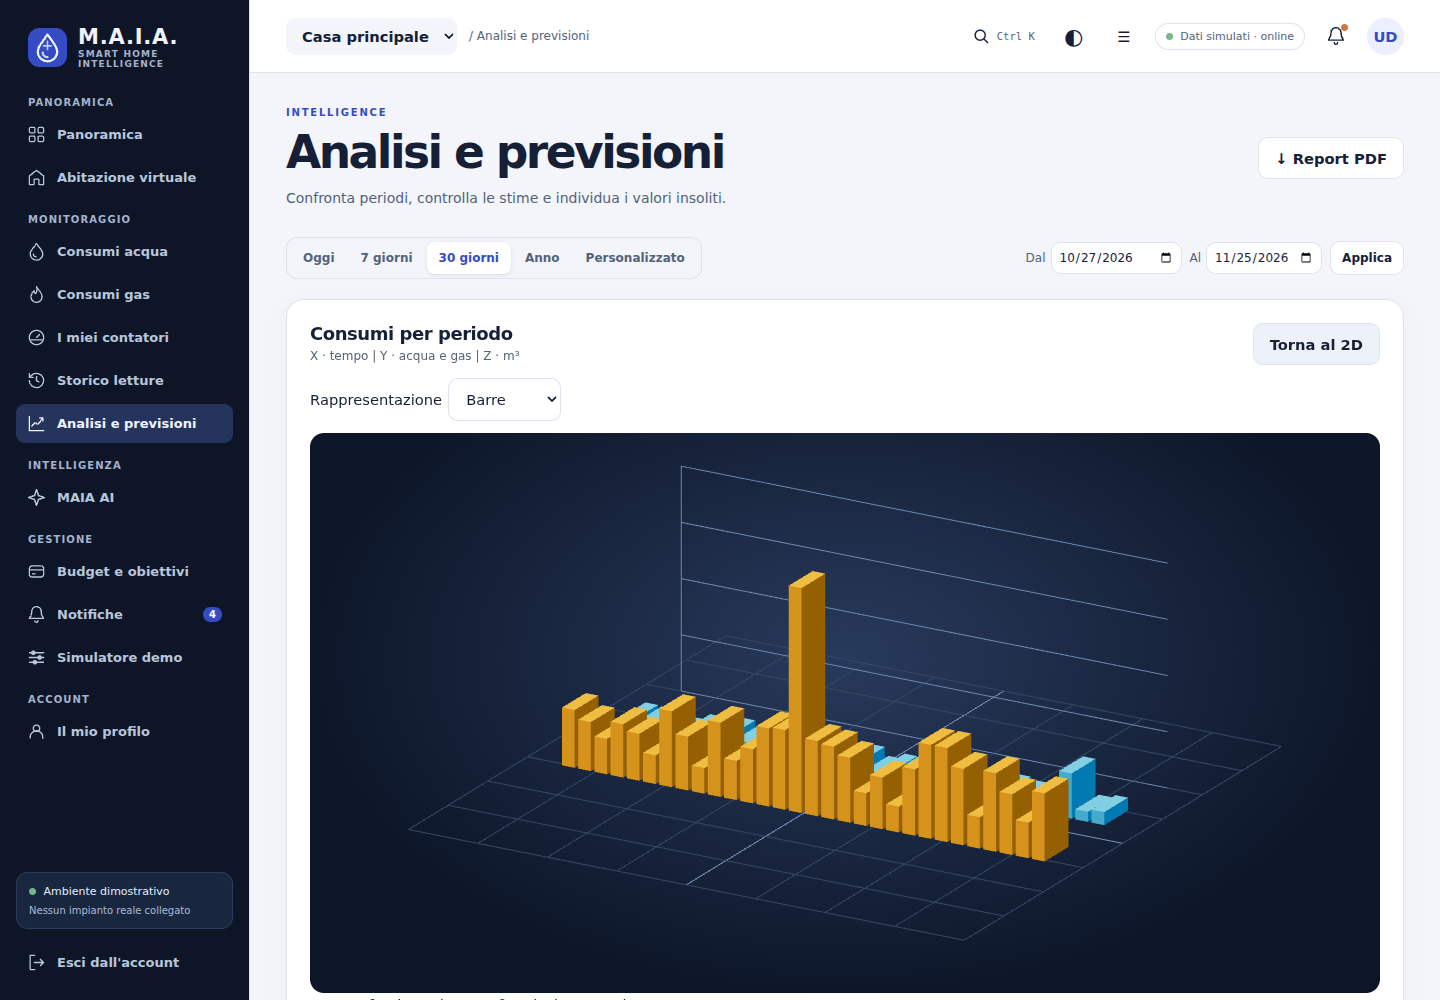 M.A.I.A.
SMART HOME
INTELLIGENCE
PANORAMICA
Panoramica
Abitazione virtuale
MONITORAGGIO
Consumi acqua
Consumi gas
I miei contatori
Storico letture
Analisi e previsioni
INTELLIGENZA
MAIA AI
GESTIONE
Budget e obiettivi
Notifiche 4
Simulatore demo
ACCOUNT
Il mio profilo
Ambiente dimostrativo
Nessun impianto reale collegato
Esci dall'account
Casa principale / Analisi e previsioni Ctrl K Dati simulati · online UD
INTELLIGENCE
Analisi e previsioni
↓ Report PDF
Confronta periodi, controlla le stime e individua i valori insoliti.
Oggi 7 giorni 30 giorni Anno Personalizzato Dal 10/27/2026 Al 11/25/2026 Applica
Consumi per periodo
X · tempo | Y · acqua e gas | Z · m³
Torna al 2D
Rappresentazione Barre